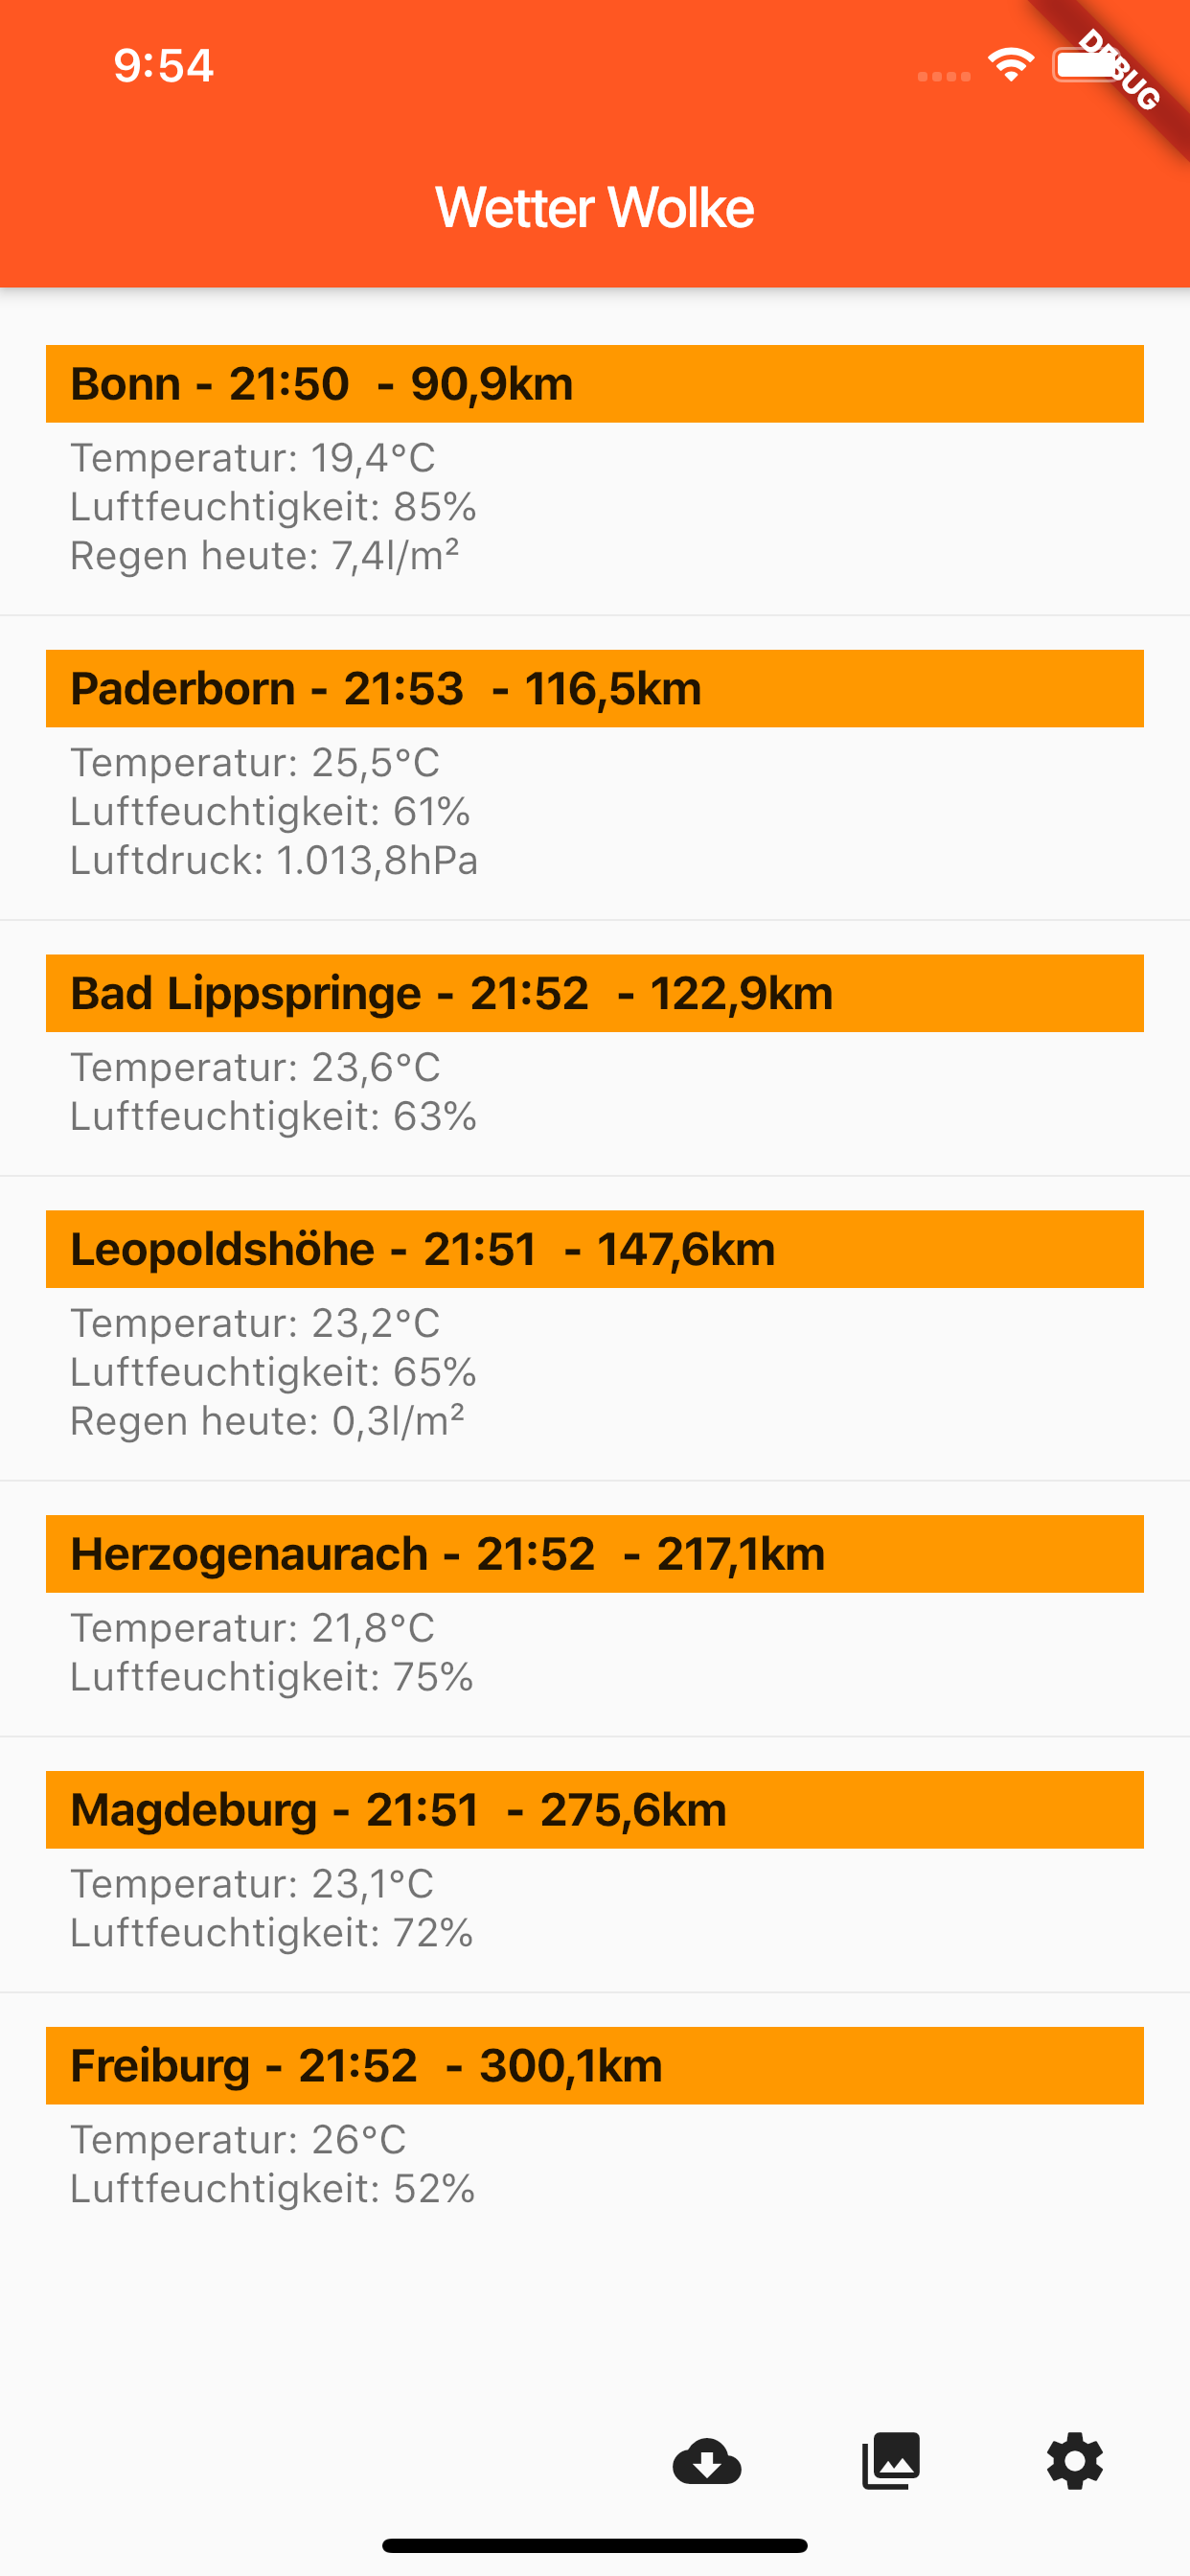 9:54
DEBUG
Wetter Wolke
Bonn - 21:50  - 90,9km
Temperatur: 19,4°C
Luftfeuchtigkeit: 85%
Regen heute: 7,4l/m²
Paderborn - 21:53  - 116,5km
Temperatur: 25,5°C
Luftfeuchtigkeit: 61%
Luftdruck: 1.013,8hPa
Bad Lippspringe - 21:52  - 122,9km
Temperatur: 23,6°C
Luftfeuchtigkeit: 63%
Leopoldshöhe - 21:51  - 147,6km
Temperatur: 23,2°C
Luftfeuchtigkeit: 65%
Regen heute: 0,3l/m²
Herzogenaurach - 21:52  - 217,1km
Temperatur: 21,8°C
Luftfeuchtigkeit: 75%
Magdeburg - 21:51  - 275,6km
Temperatur: 23,1°C
Luftfeuchtigkeit: 72%
Freiburg - 21:52  - 300,1km
Temperatur: 26°C
Luftfeuchtigkeit: 52%